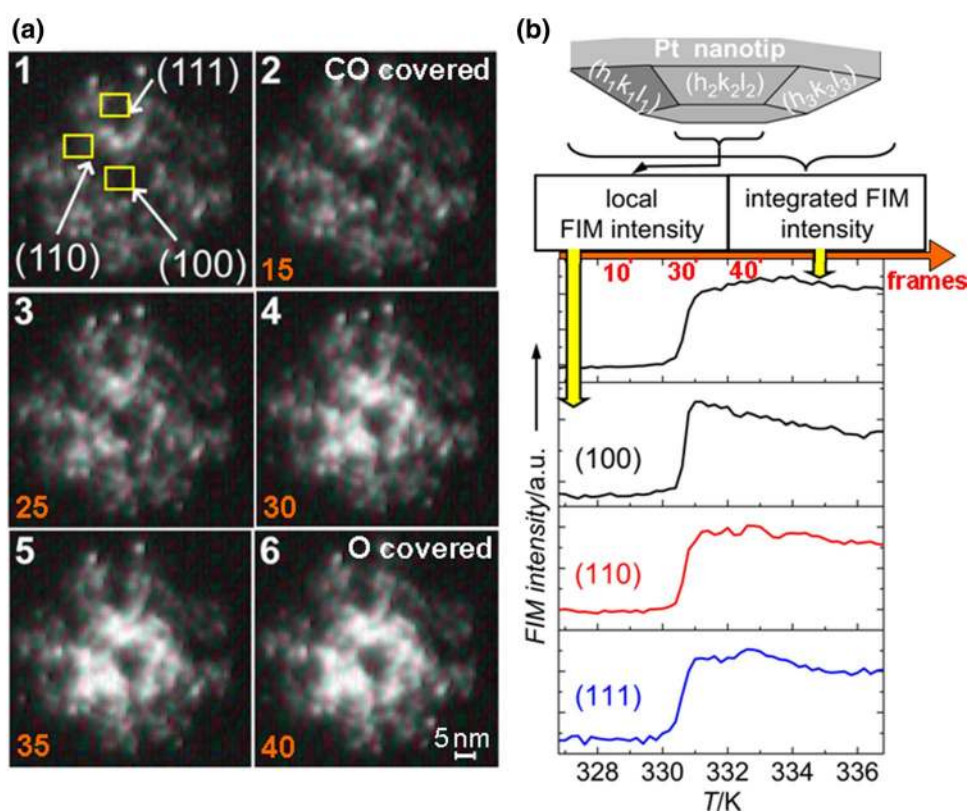 (a)
1
(111)
(110)
(100)
2
CO covered
15
3
25
4
30
5
35
6
O covered
40
5 nm
(b)
Pt nanotip
(h₁k₁l₁)
(h₂k₂l₂)
(h₃k₃l₃)
local
FIM intensity
integrated FIM
intensity
10
30
40
frames
FIM intensity/a.u.
(100)
(110)
(111)
328
330
332
334
336
T/K